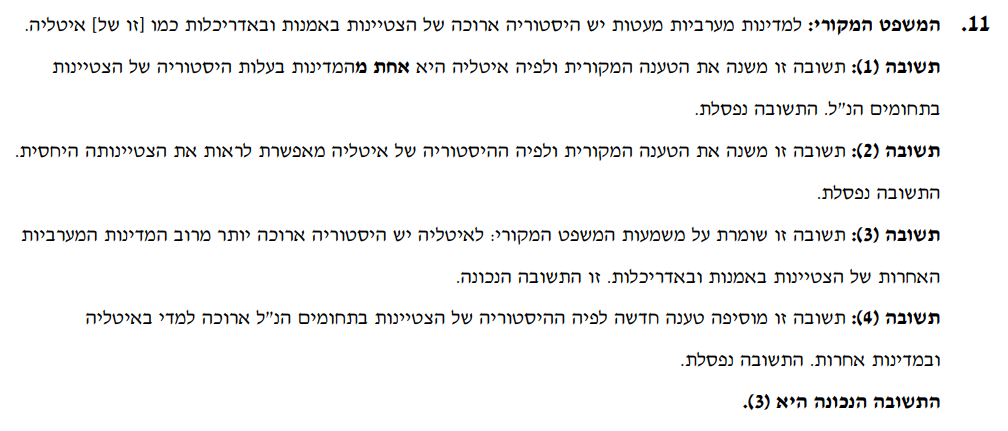 11. המשפט המקורי: למדינות מערביות מעטות יש היסטוריה ארוכה של הצטיינות באמנות ובאדריכלות כמו [זו של] איטליה.
תשובה (1): תשובה זו משנה את הטענה המקורית ולפיה איטליה היא אחת מהמדינות בעלות היסטוריה של הצטיינות
בתחומים הנ"ל. התשובה נפסלת.
תשובה (2): תשובה זו משנה את הטענה המקורית ולפיה ההיסטוריה של איטליה מאפשרת לראות את הצטיינותה היחסית.
התשובה נפסלת.
תשובה (3): תשובה זו שומרת על משמעות המשפט המקורי: לאיטליה יש היסטוריה ארוכה יותר מרוב המדינות המערביות
האחרות של הצטיינות באמנות ובאדריכלות. זו התשובה הנכונה.
תשובה (4): תשובה זו מוסיפה טענה חדשה לפיה ההיסטוריה של הצטיינות בתחומים הנ"ל ארוכה למדי באיטליה
ובמדינות אחרות. התשובה נפסלת.
התשובה הנכונה היא (3).